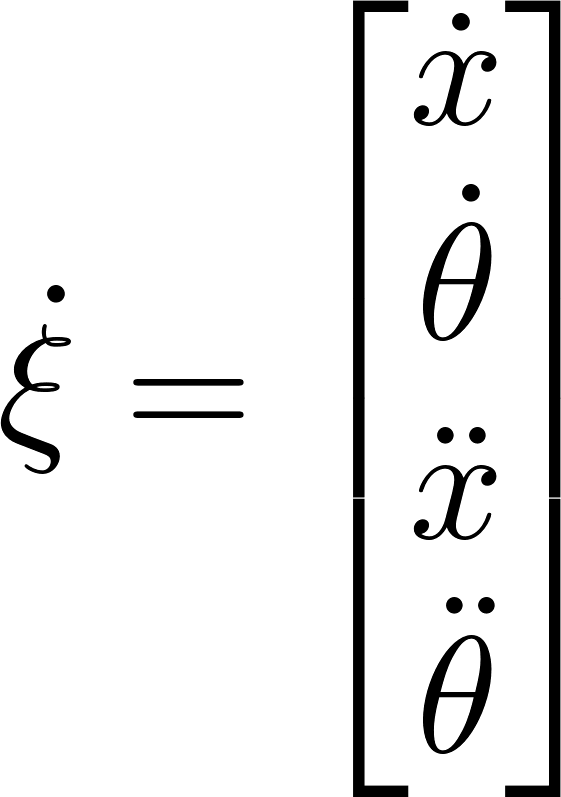 ξ̇ = [ẋ
θ̇
ẍ
θ̈]